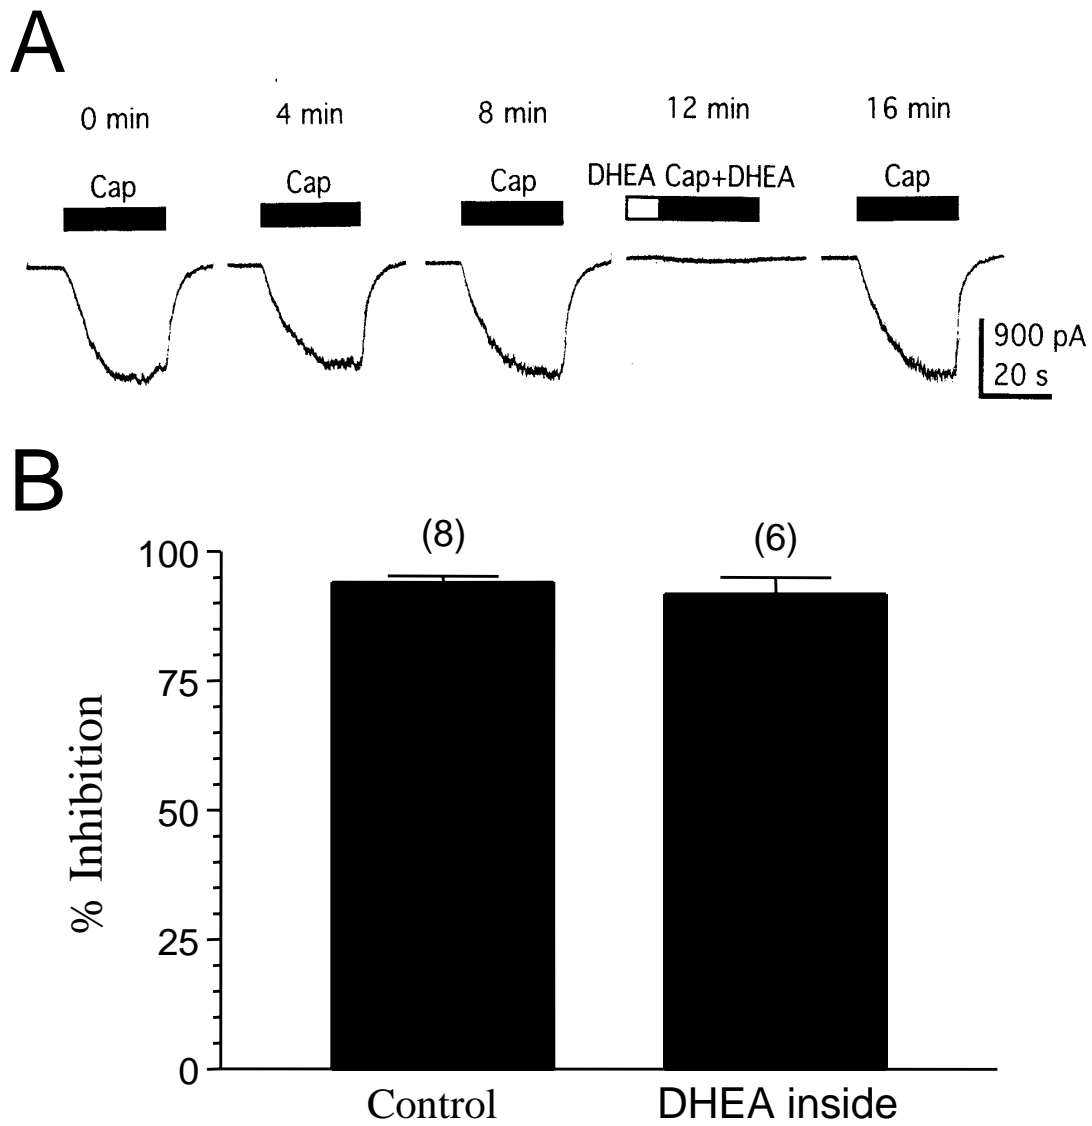 A
0 min 4 min 8 min 12 min 16 min
Cap Cap Cap DHEA Cap+DHEA Cap
900 pA
20 s
B
(8) (6)
100
75
50
25
0
% Inhibition
Control DHEA inside